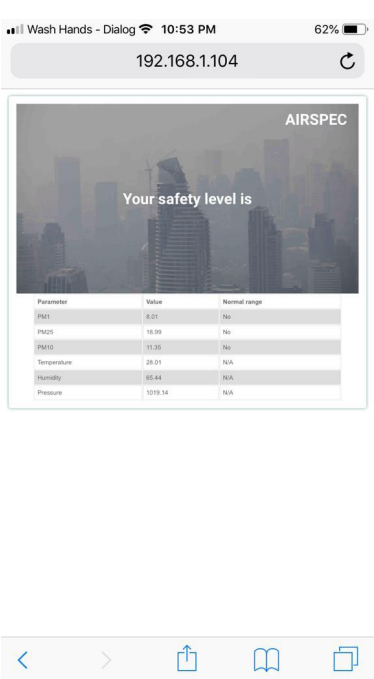 Wash Hands - Dialog 10:53 PM 62%
192.168.1.104
AIRSPEC
Your safety level is
Parameter Value Normal range
PM1 8.01 No
PM25 18.99 No
PM10 11.35 No
Temperature 28.01 N/A
Humidity 65.44 N/A
Pressure 1019.14 N/A